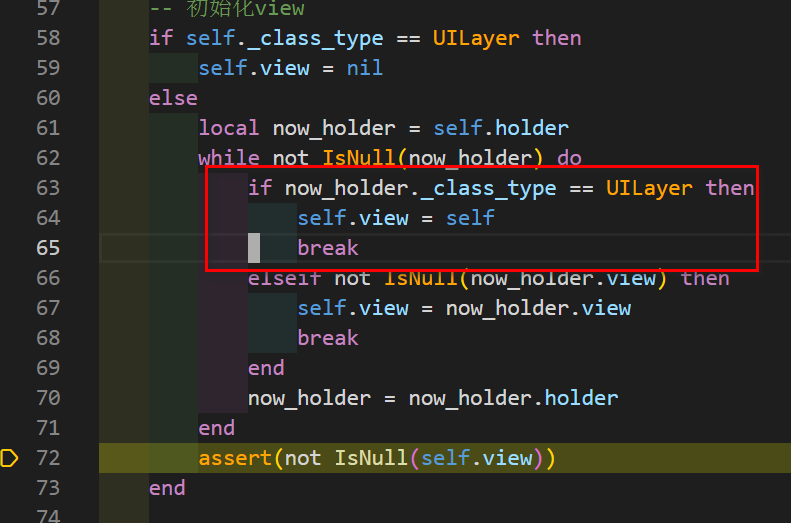 57 -- 初始化view
58 if self._class_type == UILayer then
59 self.view = nil
60 else
61 local now_holder = self.holder
62 while not IsNull(now_holder) do
63 if now_holder._class_type == UILayer then
64 self.view = self
65 break
66 elseif not IsNull(now_holder.view) then
67 self.view = now_holder.view
68 break
69 end
70 now_holder = now_holder.holder
71 end
72 assert(not IsNull(self.view))
73 end
74